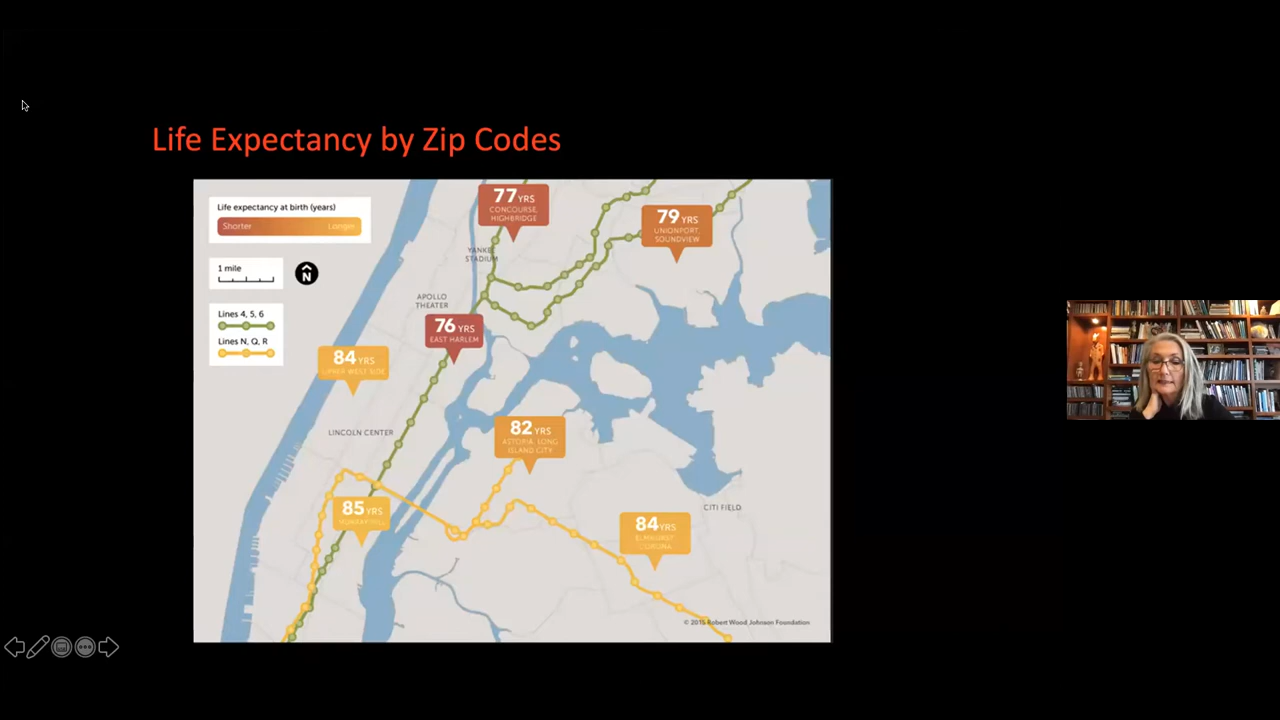 Life Expectancy by Zip Codes
Life expectancy at birth (years)
Shorter
Longer
1 mile
N
Lines 4, 5, 6
Lines N, Q, R
77 YRS
CONCOURSE,
HIGHBRIDGE
79 YRS
UNIONPORT,
SOUNDVIEW
YANKEE
STADIUM
APOLLO
THEATER
76 YRS
EAST HARLEM
84 YRS
UPPER WEST SIDE
LINCOLN CENTER
82 YRS
ASTORIA, LONG
ISLAND CITY
85 YRS
MURRAY HILL
CITI FIELD
84 YRS
ELMHURST
CORONA
© 2015 Robert Wood Johnson Foundation